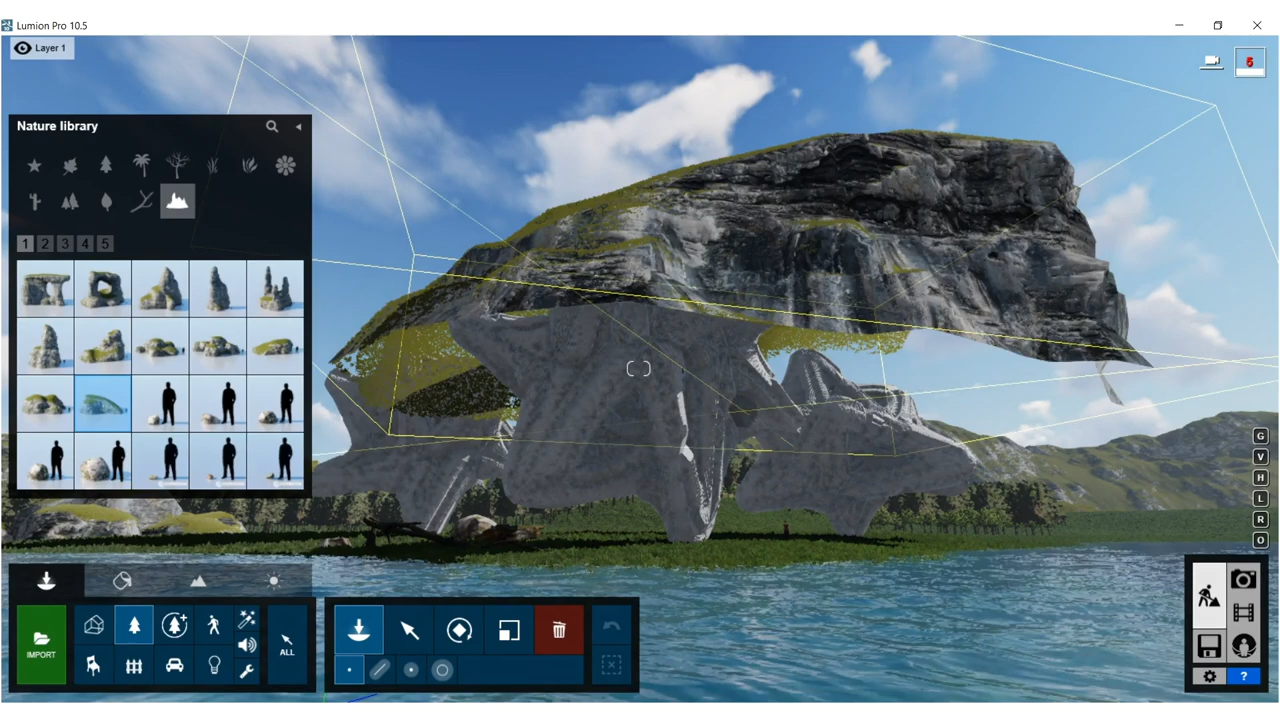 Lumion Pro 10.5
Layer 1
5
Nature library
1 2 3 4 5
G
V
H
L
R
O
IMPORT
ALL
?